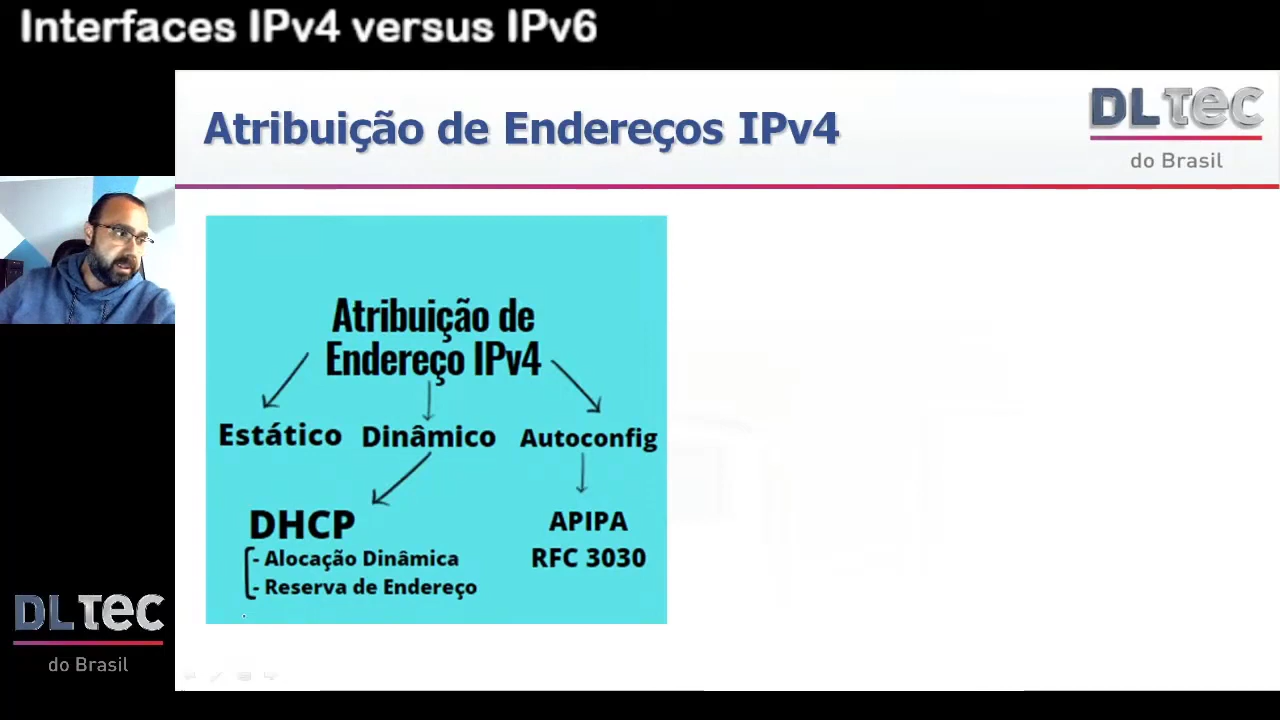 Interfaces IPv4 versus IPv6
Atribuição de Endereços IPv4
DLTEC
do Brasil
Atribuição de
Endereço IPv4
Estático
Dinâmico
Autoconfig
DHCP
- Alocação Dinâmica
- Reserva de Endereço
APIPA
RFC 3030
DLTEC
do Brasil